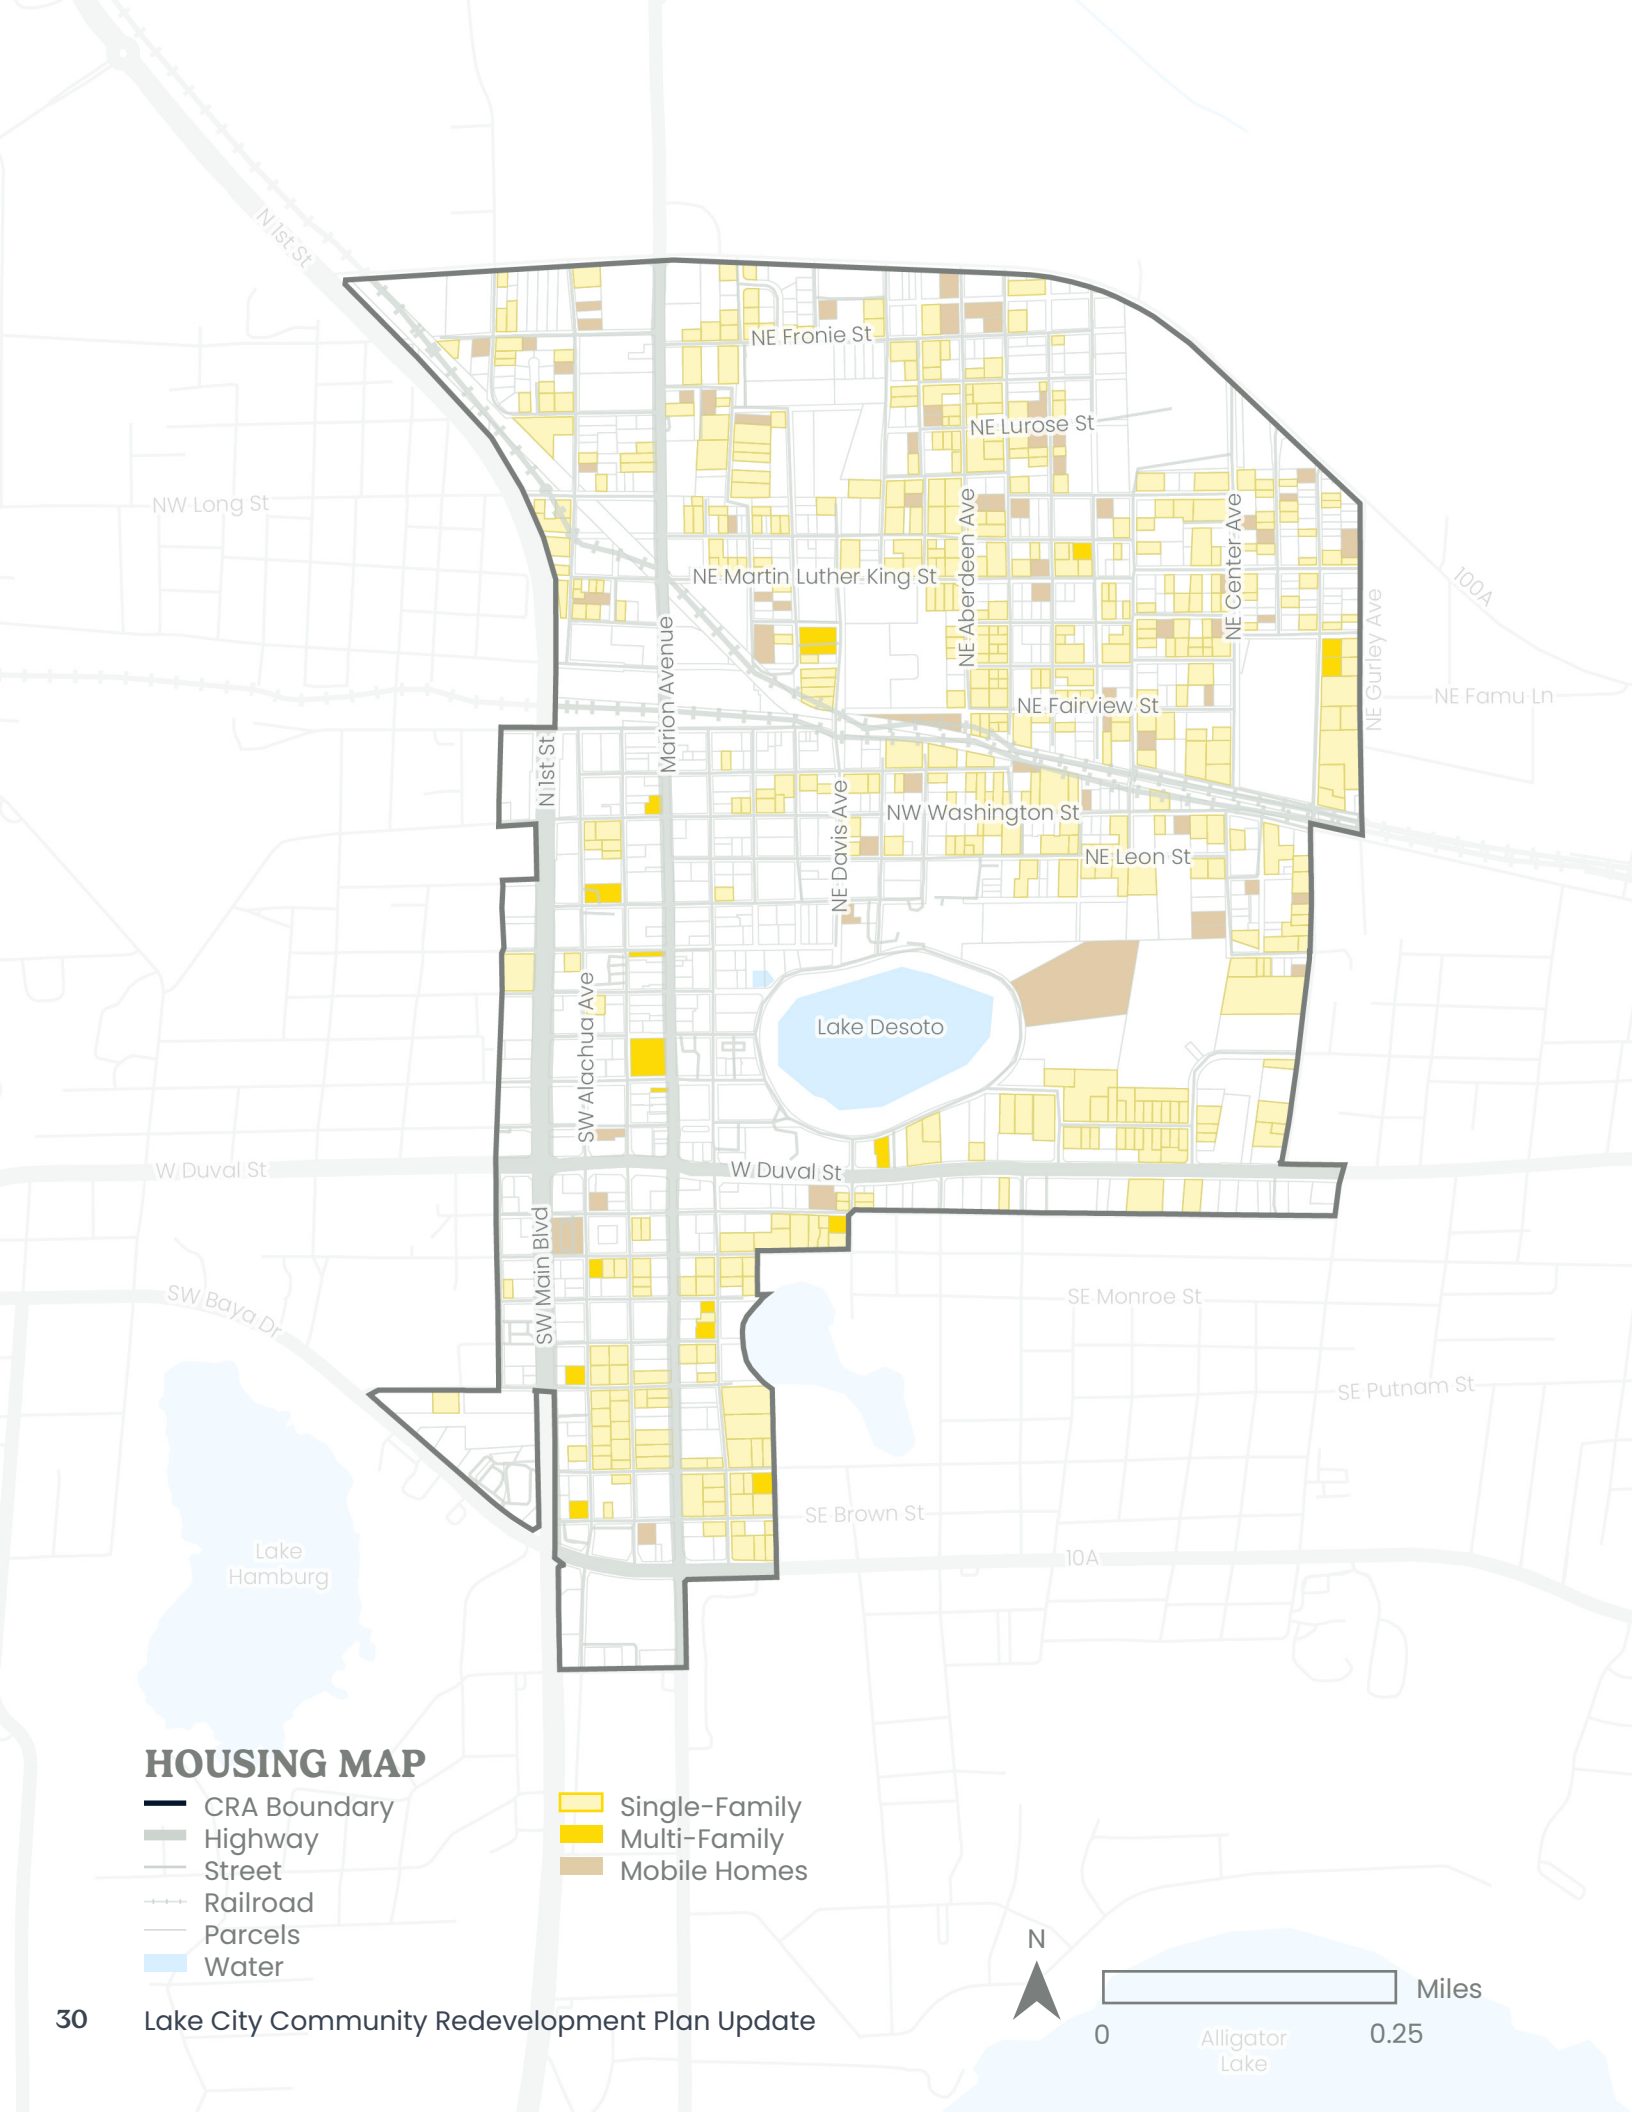 N 1st St
NE Fronie St
NE Lurose St
NW Long St
NE Aberdeen Ave
NE Center Ave
NE Martin Luther King St
100A
Marion Avenue
NE Gurley Ave
NE Famu Ln
NE Fairview St
N 1st St
NE Davis Ave
NW Washington St
NE Leon St
SW Alachua Ave
Lake Desoto
W Duval St
W Duval St
SW Main Blvd
SW Baya Dr
SE Monroe St
SE Putnam St
SE Brown St
Lake
Hamburg
10A
HOUSING MAP
CRA Boundary
Highway
Street
Railroad
Parcels
Water
Single-Family
Multi-Family
Mobile Homes
N
Miles
0
0.25
Alligator
Lake
30
Lake City Community Redevelopment Plan Update